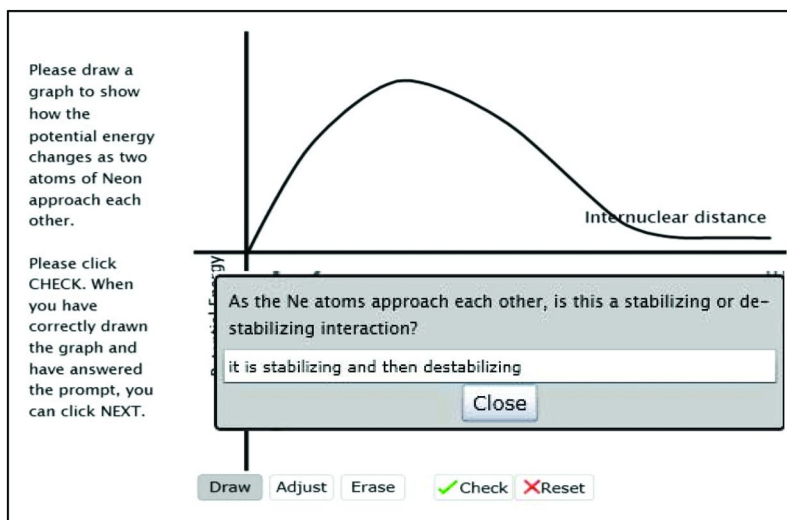 Please draw a
graph to show
how the
potential energy
changes as two
atoms of Neon
approach each
other.
Please click
CHECK. When
you have
correctly drawn
the graph and
have answered
the prompt, you
can click NEXT.
Internuclear distance
As the Ne atoms approach each other, is this a stabilizing or de-
stabilizing interaction?
it is stabilizing and then destabilizing
Close
Draw
Adjust
Erase
Check
Reset